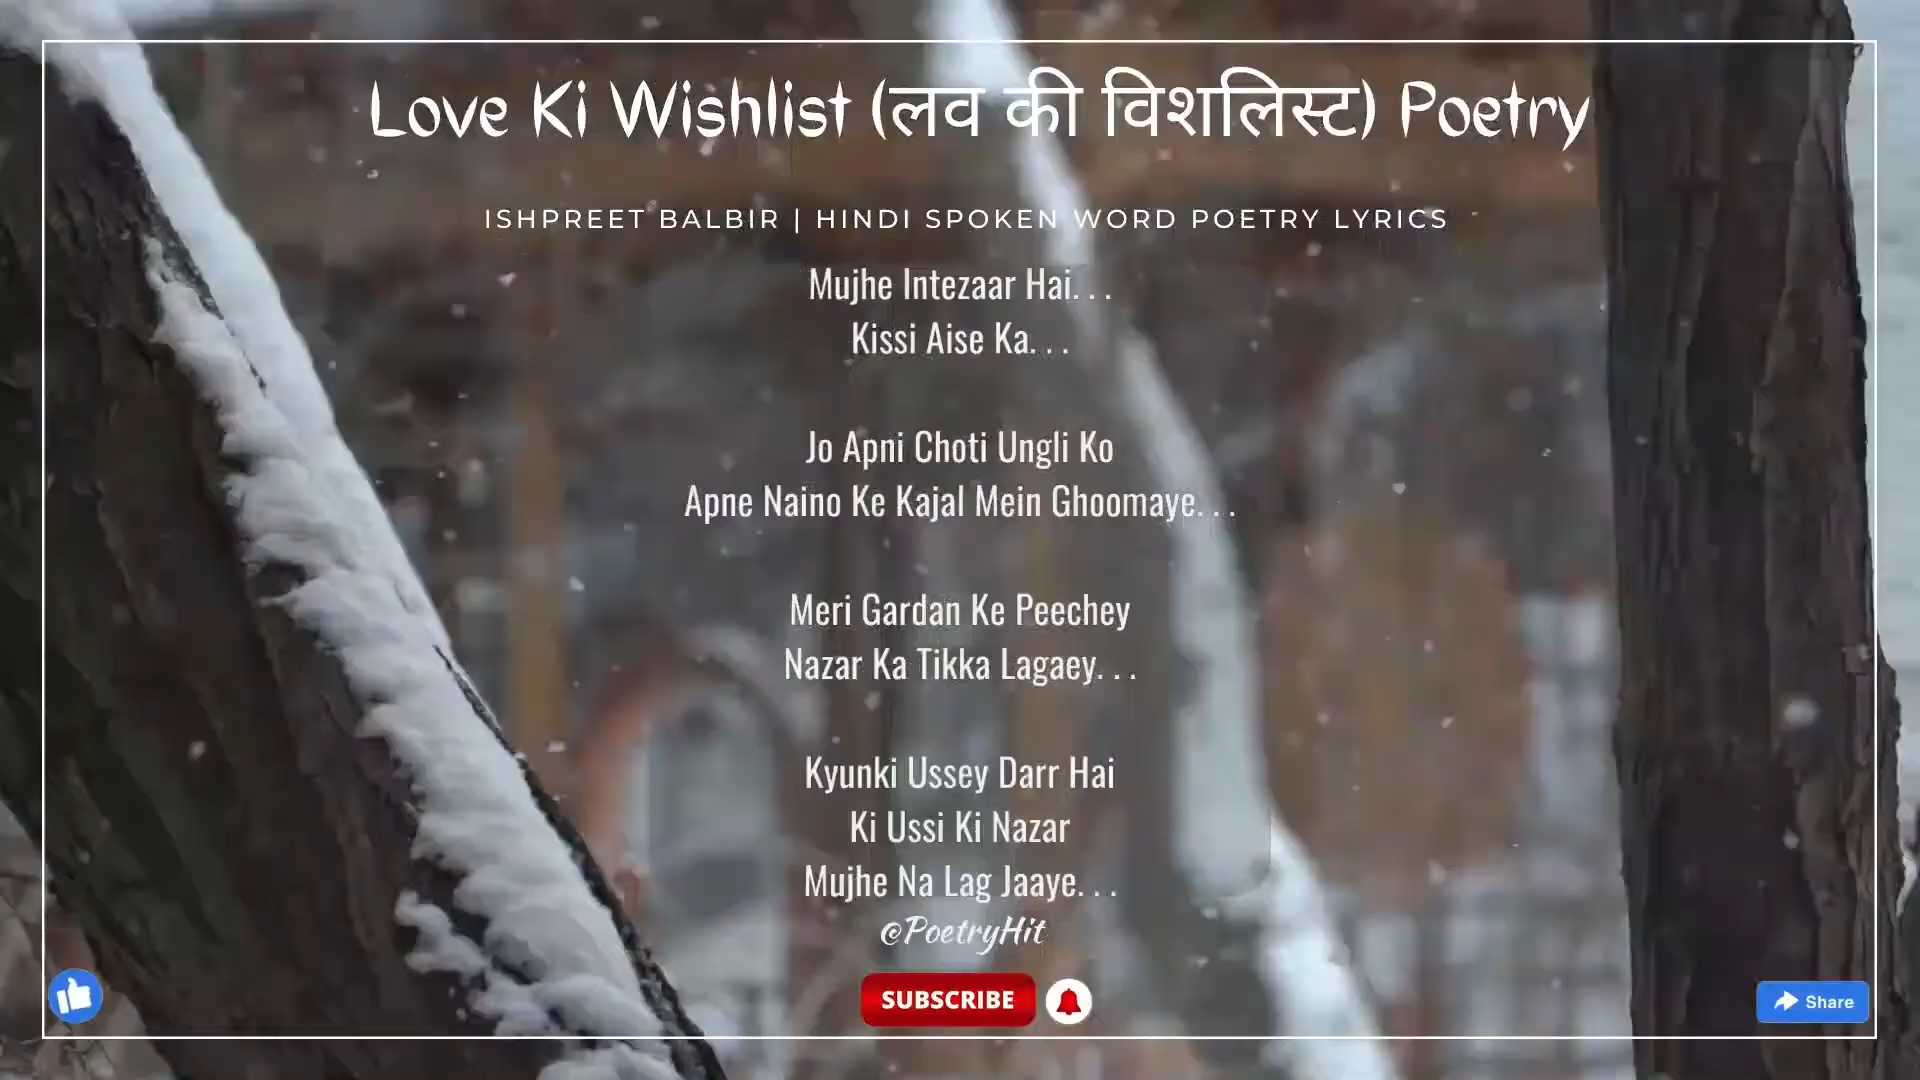 Love Ki Wishlist (लव की विशलिस्ट) Poetry
ISHPREET BALBIR | HINDI SPOKEN WORD POETRY LYRICS
Mujhe Intezaar Hai. . .
Kissi Aise Ka. . .
Jo Apni Choti Ungli Ko
Apne Naino Ke Kajal Mein Ghoomaye. . .
Meri Gardan Ke Peechey
Nazar Ka Tikka Lagaey. . .
Kyunki Ussey Darr Hai
Ki Ussi Ki Nazar
Mujhe Na Lag Jaaye. . .
@PoetryHit
SUBSCRIBE
Share